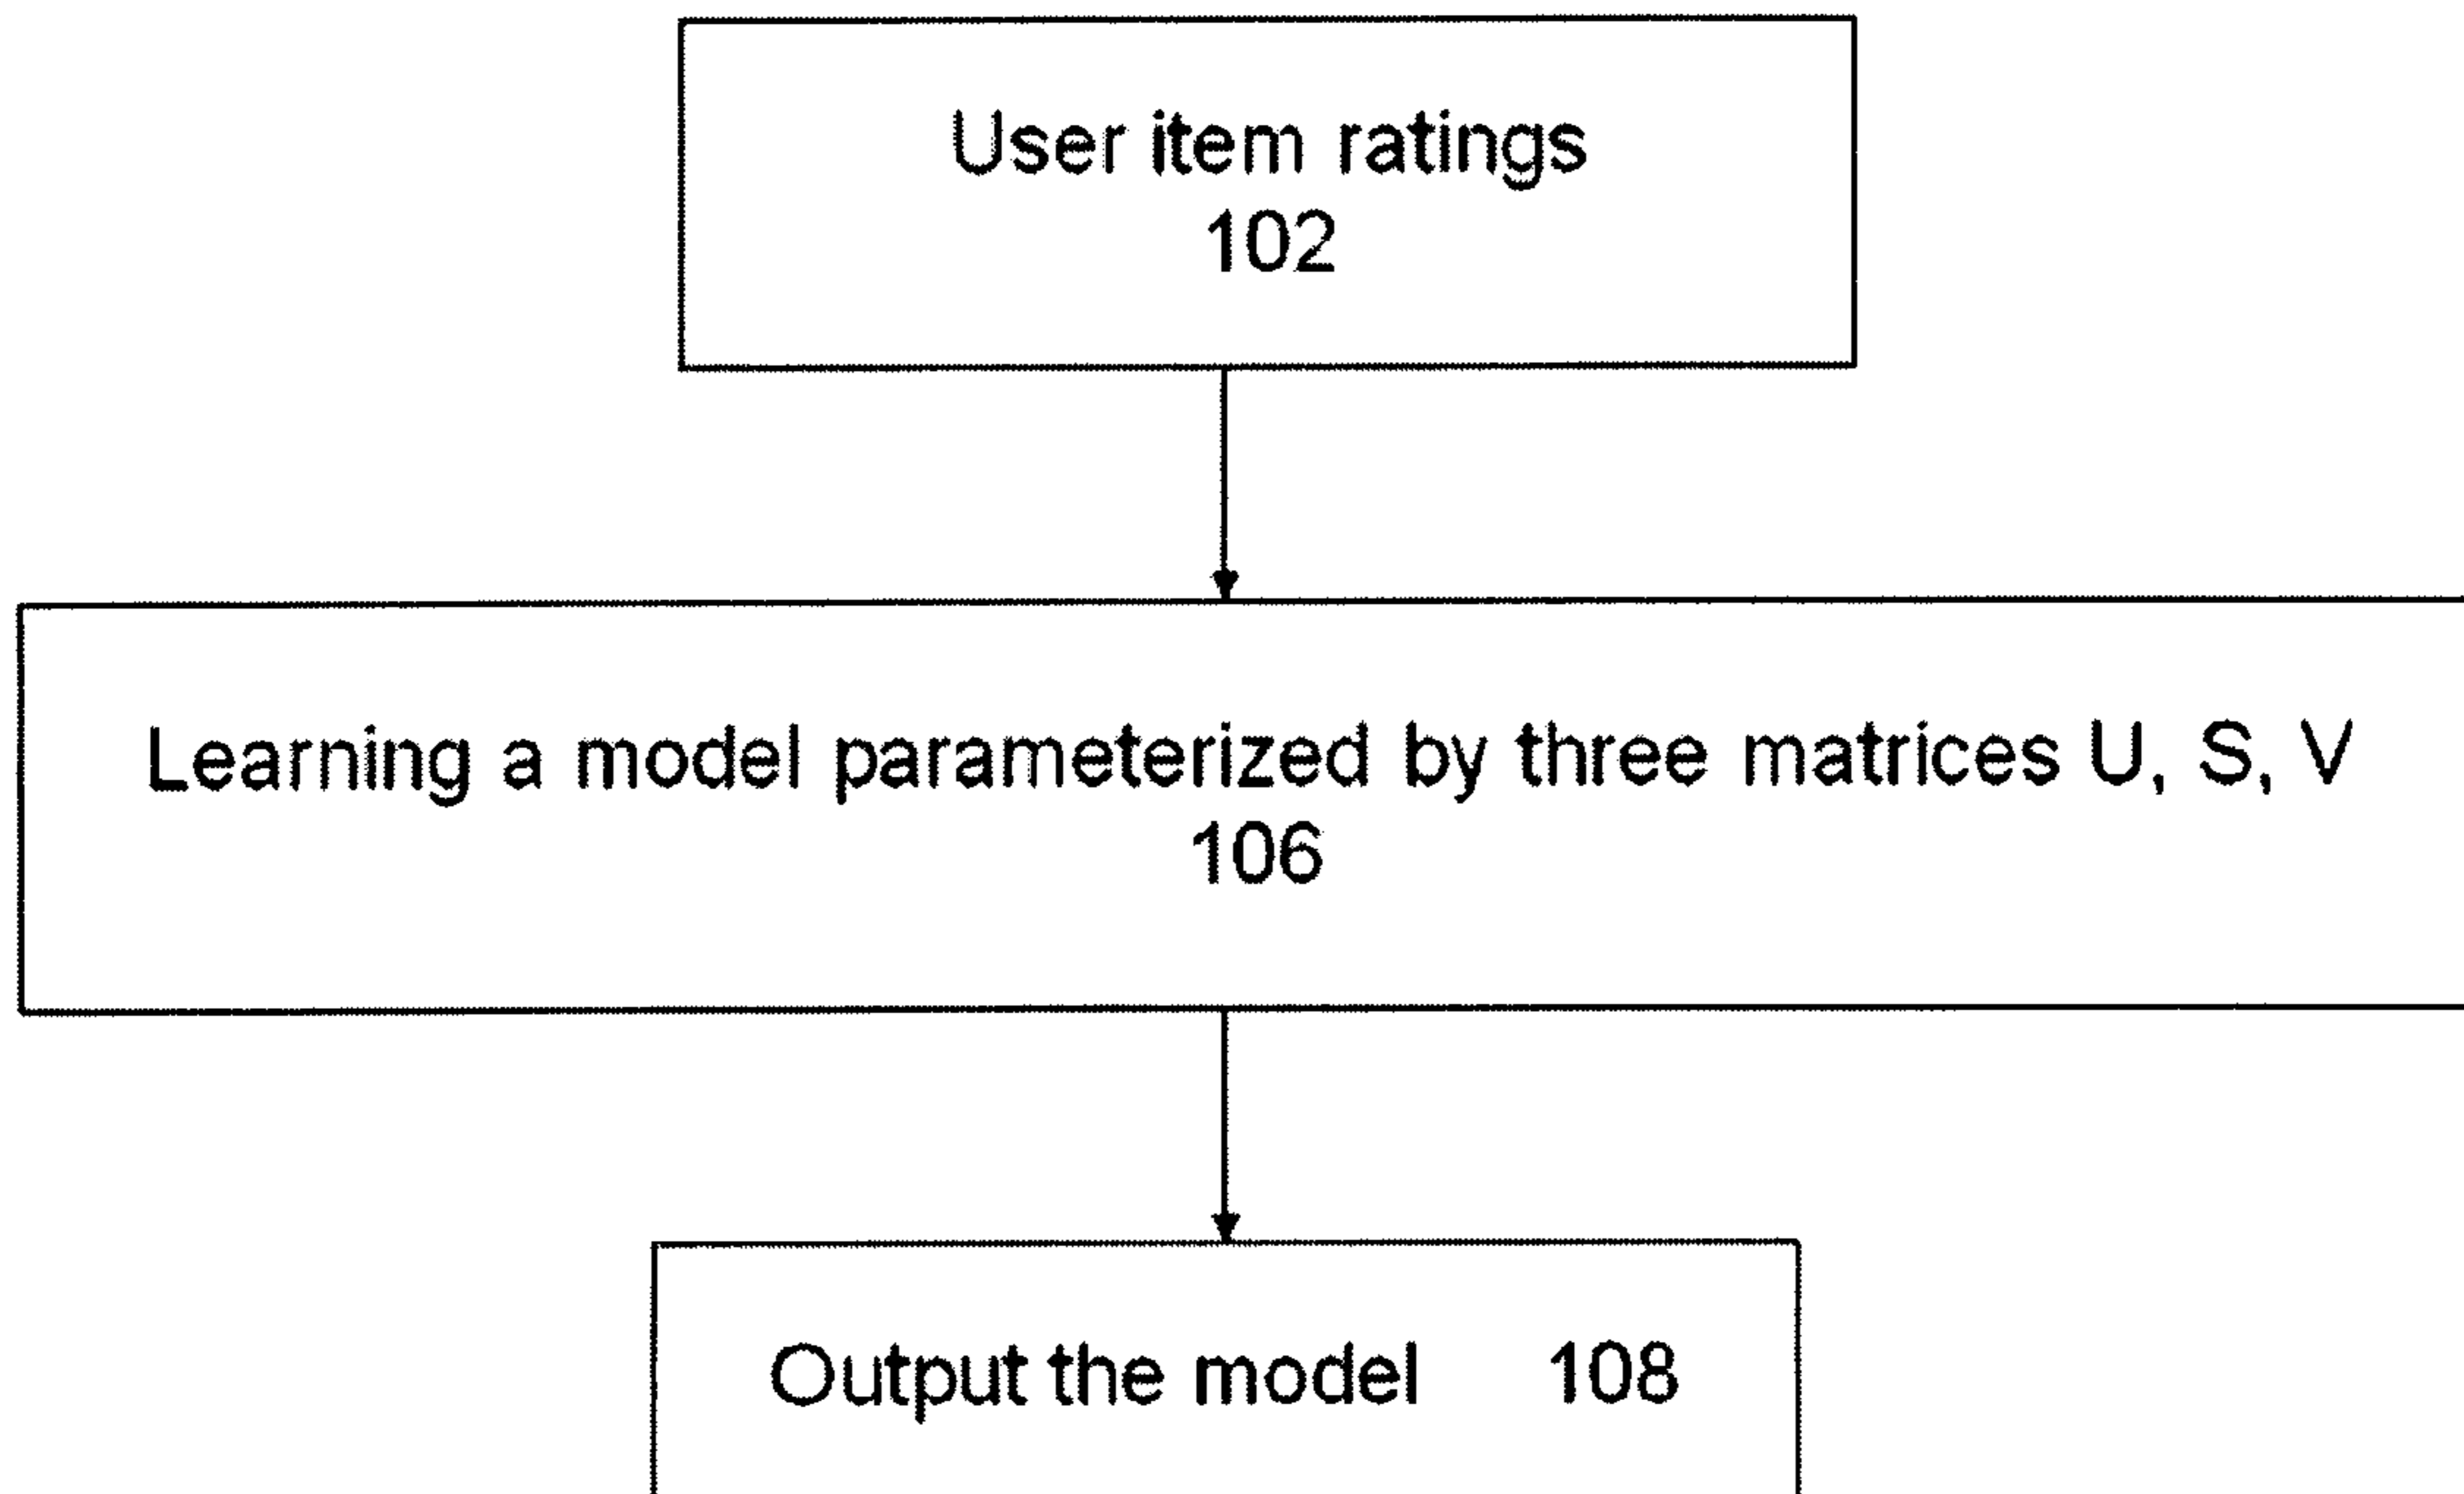 User item ratings
102
Learning a model parameterized by three matrices U, S, V
106
Output the model 108